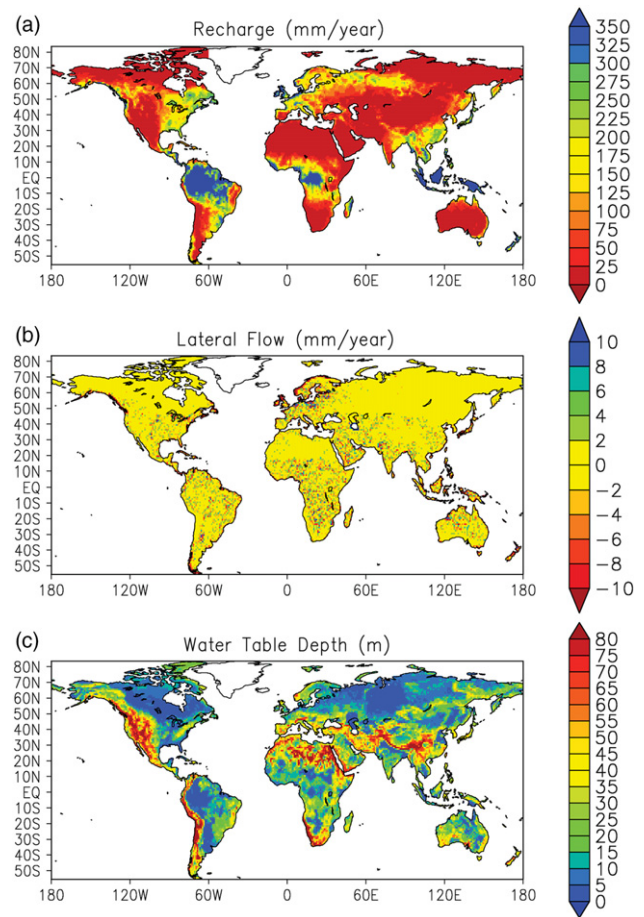 (a)
Recharge (mm/year)
80N
70N
60N
50N
40N
30N
20N
10N
EQ
10S
20S
30S
40S
50S
180
120W
60W
0
60E
120E
180
350
325
300
275
250
225
200
175
150
125
100
75
50
25
0
(b)
Lateral Flow (mm/year)
80N
70N
60N
50N
40N
30N
20N
10N
EQ
10S
20S
30S
40S
50S
180
120W
60W
0
60E
120E
180
10
8
6
4
2
0
−2
−4
−6
−8
−10
(c)
Water Table Depth (m)
80N
70N
60N
50N
40N
30N
20N
10N
EQ
10S
20S
30S
40S
50S
180
120W
60W
0
60E
120E
180
80
75
70
65
60
55
50
45
40
35
30
25
20
15
10
5
0